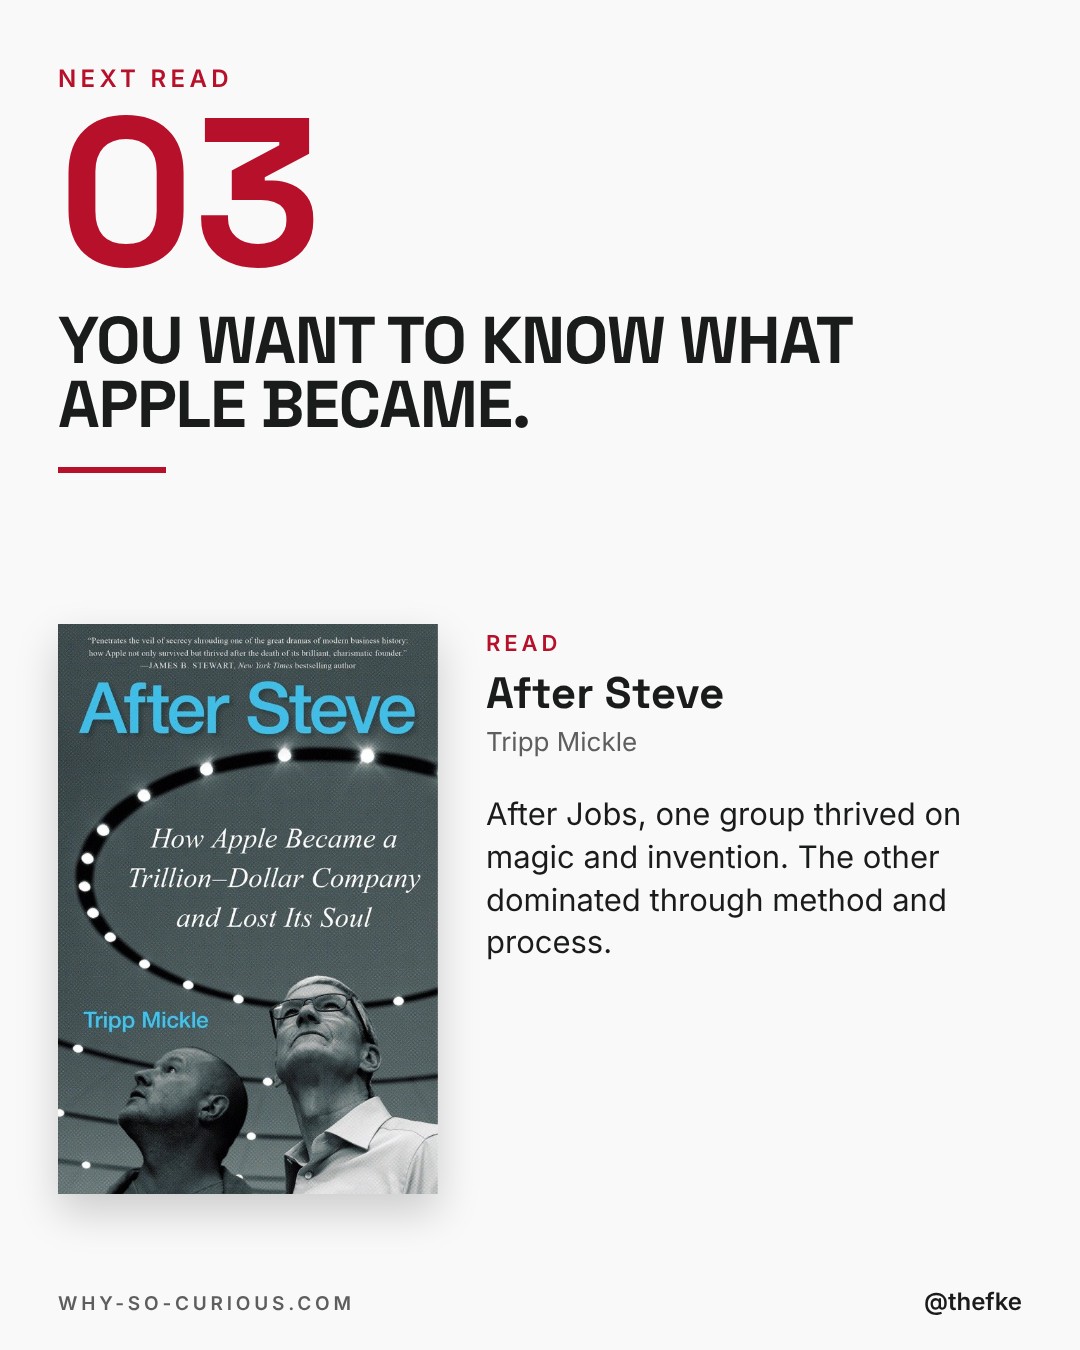 NEXT READ
03
YOU WANT TO KNOW WHAT
APPLE BECAME.
“Penetrates the veil of secrecy shrouding one of the great dramas of modern business history:
how Apple not only survived but thrived after the death of its brilliant, charismatic founder.”
—JAMES B. STEWART, New York Times bestselling author
After Steve
How Apple Became a
Trillion–Dollar Company
and Lost Its Soul
Tripp Mickle
READ
After Steve
Tripp Mickle
After Jobs, one group thrived on
magic and invention. The other
dominated through method and
process.
WHY-SO-CURIOUS.COM
@thefke